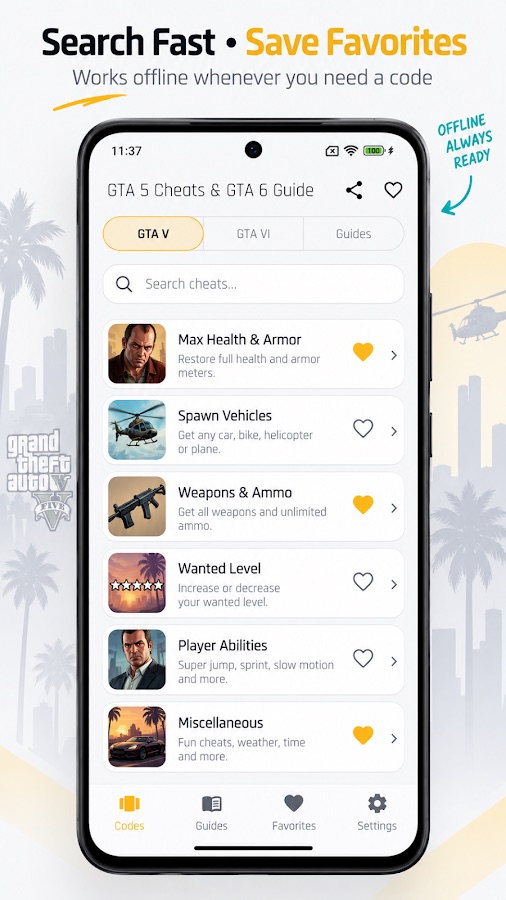 Search Fast • Save Favorites
Works offline whenever you need a code
OFFLINE
ALWAYS
READY
11:37
100
GTA 5 Cheats & GTA 6 Guide
GTA V
GTA VI
Guides
Search cheats...
Max Health & Armor
Restore full health and armor
meters.
Spawn Vehicles
Get any car, bike, helicopter
or plane.
grand
theft
auto V
FIVE
Weapons & Ammo
Get all weapons and unlimited
ammo.
Wanted Level
Increase or decrease
your wanted level.
Player Abilities
Super jump, sprint, slow motion
and more.
Miscellaneous
Fun cheats, weather, time
and more.
Codes
Guides
Favorites
Settings